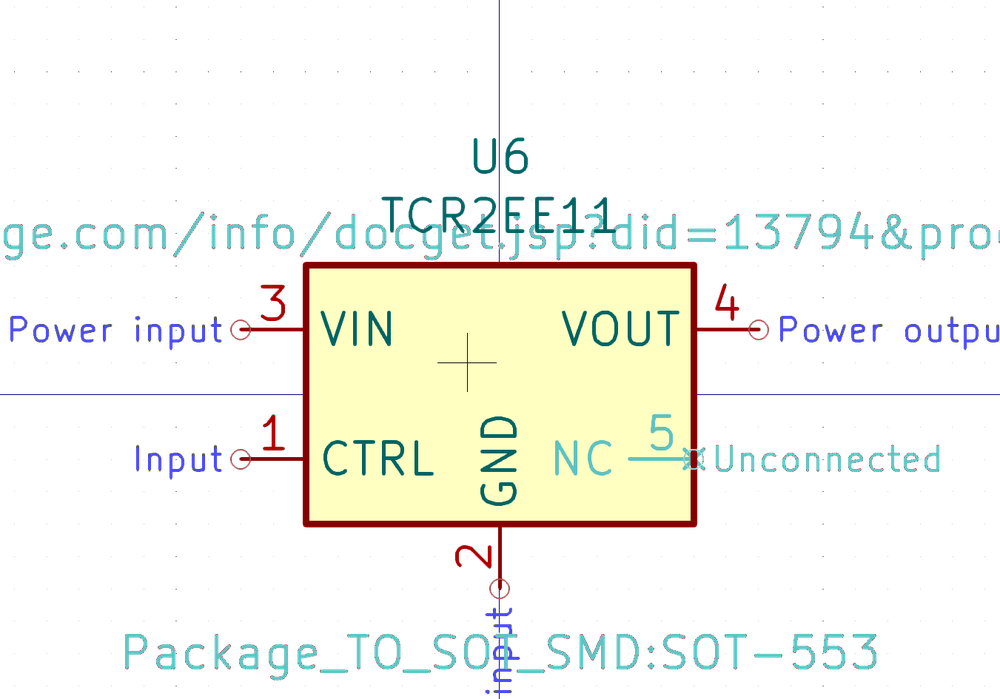 U6
TCR2EE11
ge.com/info/docget.jsp?did=13794&pro
3
4
Power input
VIN
VOUT
Power outpu
1
5
Input
CTRL
GND
NC
Unconnected
2
input
Package_TO_SOT_SMD:SOT-553